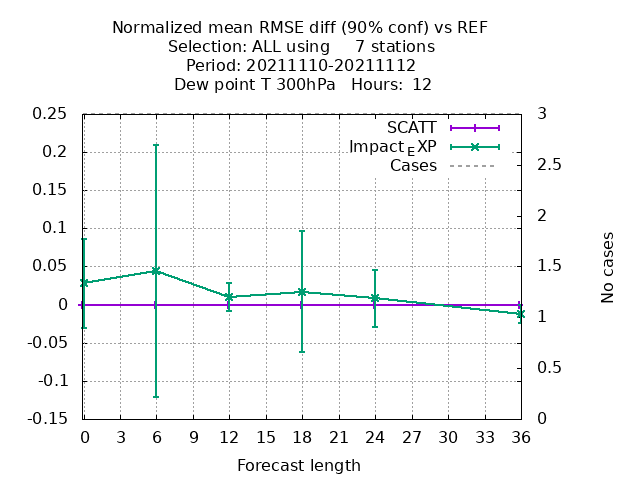 Normalized mean RMSE diff (90% conf) vs REF
Selection: ALL using     7 stations
Period: 20211110-20211112
Dew point T 300hPa   Hours:  12
SCATT
Impact_EXP
Cases
0.25
0.2
0.15
0.1
0.05
0
-0.05
-0.1
-0.15
3
2.5
2
1.5
1
0.5
0
No cases
0 3 6 9 12 15 18 21 24 27 30 33 36
Forecast length